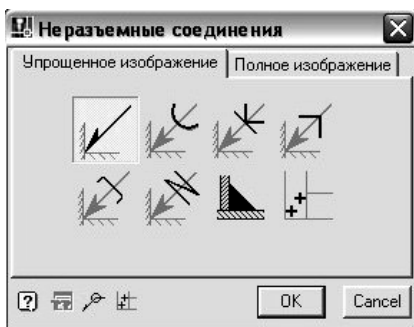 Неразъемные соединения
Упрощенное изображение
Полное изображение
OK
Cancel